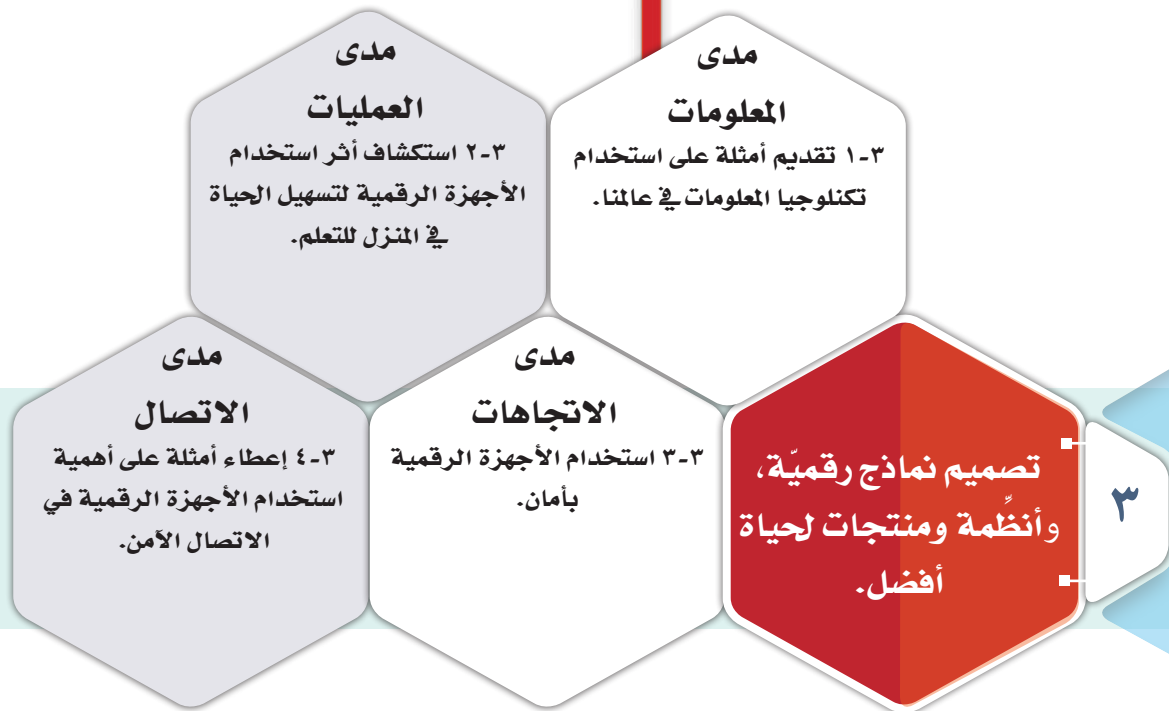 مدى
المعلومات
٣-١ تقديم أمثلة على استخدام
تكنلوجيا المعلومات في عالمنا.
مدى
العمليات
٣-٢ استكشاف أثر استخدام
الأجهزة الرقمية لتسهيل الحياة
في المنزل للتعلم.
٣
تصميم نماذج رقميّة،
وأنظِّمة ومنتجات لحياة
أفضل.
مدى
الاتجاهات
٣-٣ استخدام الأجهزة الرقمية
بأمان.
مدى
الاتصال
٣-٤ إعطاء أمثلة على أهمية
استخدام الأجهزة الرقمية في
الاتصال الآمن.